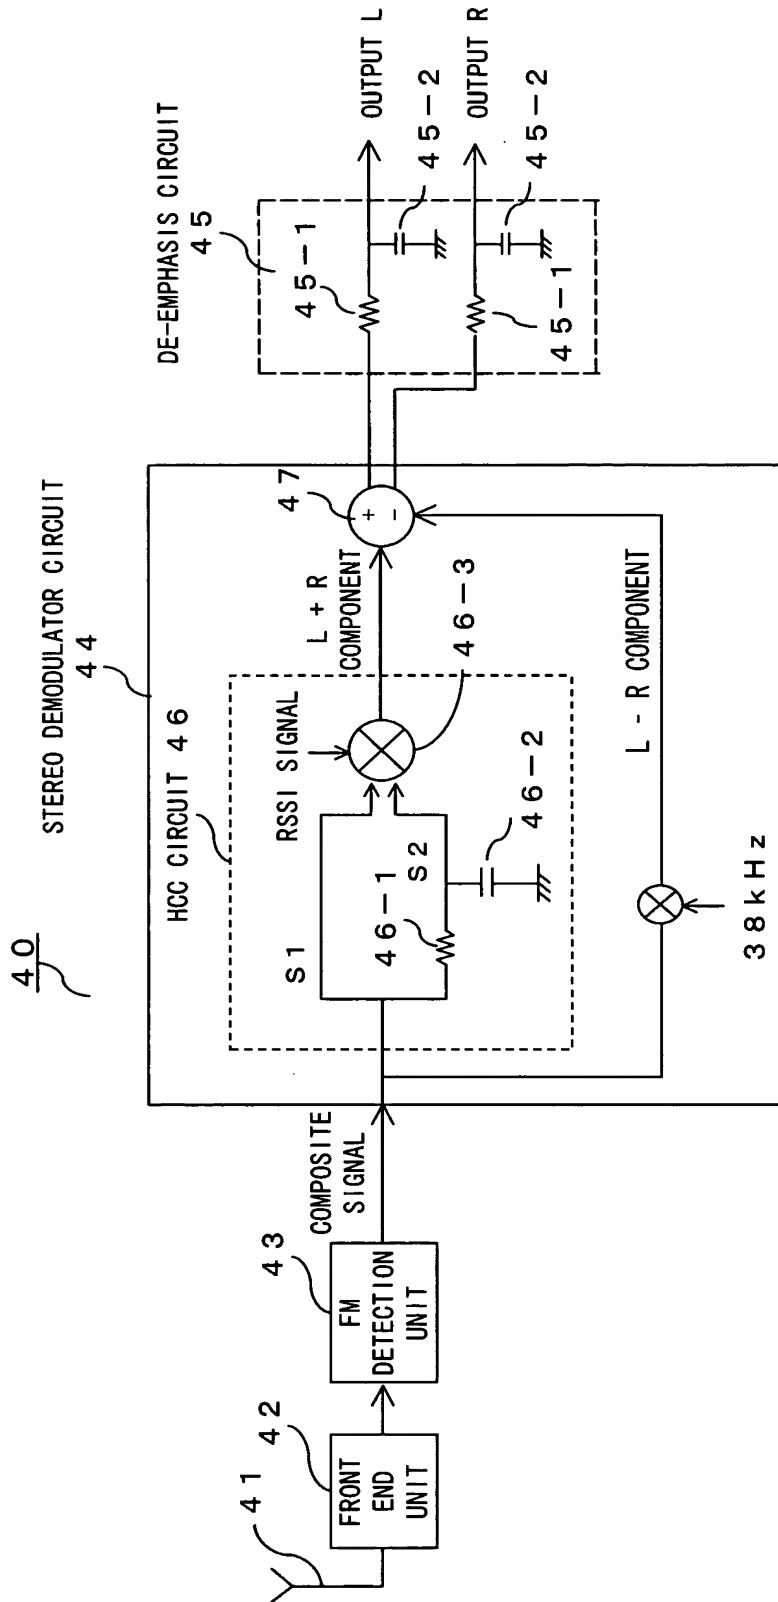 40
STEREO DEMODULATOR CIRCUIT
44
DE-EMPHASIS CIRCUIT
45
41
FRONT
END
UNIT
42
FM
DETECTION
UNIT
43
COMPOSITE
SIGNAL
HCC CIRCUIT 46
S1
S2
46-1
46-2
RSSI SIGNAL
46-3
L + R
COMPONENT
47
+
-
38kHz
L - R COMPONENT
45-1
45-2
OUTPUT L
45-1
45-2
OUTPUT R